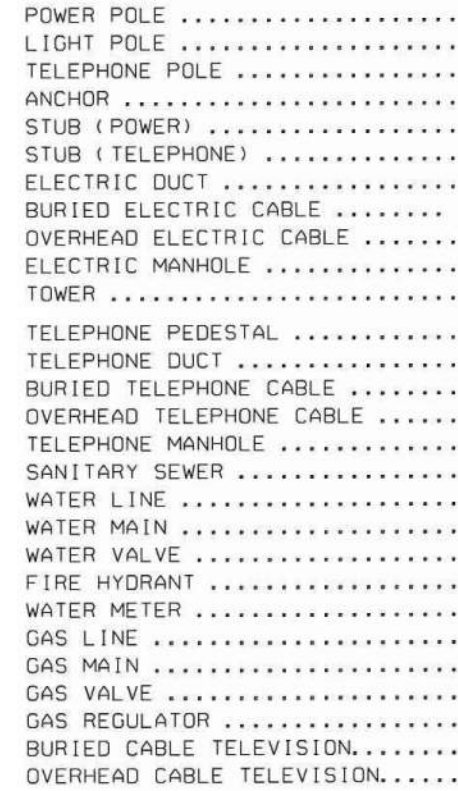 POWER POLE ....................
LIGHT POLE ....................
TELEPHONE POLE ................
ANCHOR ........................
STUB (POWER) ..................
STUB (TELEPHONE) ..............
ELECTRIC DUCT .................
BURIED ELECTRIC CABLE ........
OVERHEAD ELECTRIC CABLE .......
ELECTRIC MANHOLE ..............
TOWER .........................
TELEPHONE PEDESTAL ............
TELEPHONE DUCT ................
BURIED TELEPHONE CABLE ........
OVERHEAD TELEPHONE CABLE ......
TELEPHONE MANHOLE .............
SANITARY SEWER ................
WATER LINE ....................
WATER MAIN ....................
WATER VALVE ...................
FIRE HYDRANT ..................
WATER METER ...................
GAS LINE ......................
GAS MAIN ......................
GAS VALVE .....................
GAS REGULATOR .................
BURIED CABLE TELEVISION........
OVERHEAD CABLE TELEVISION......